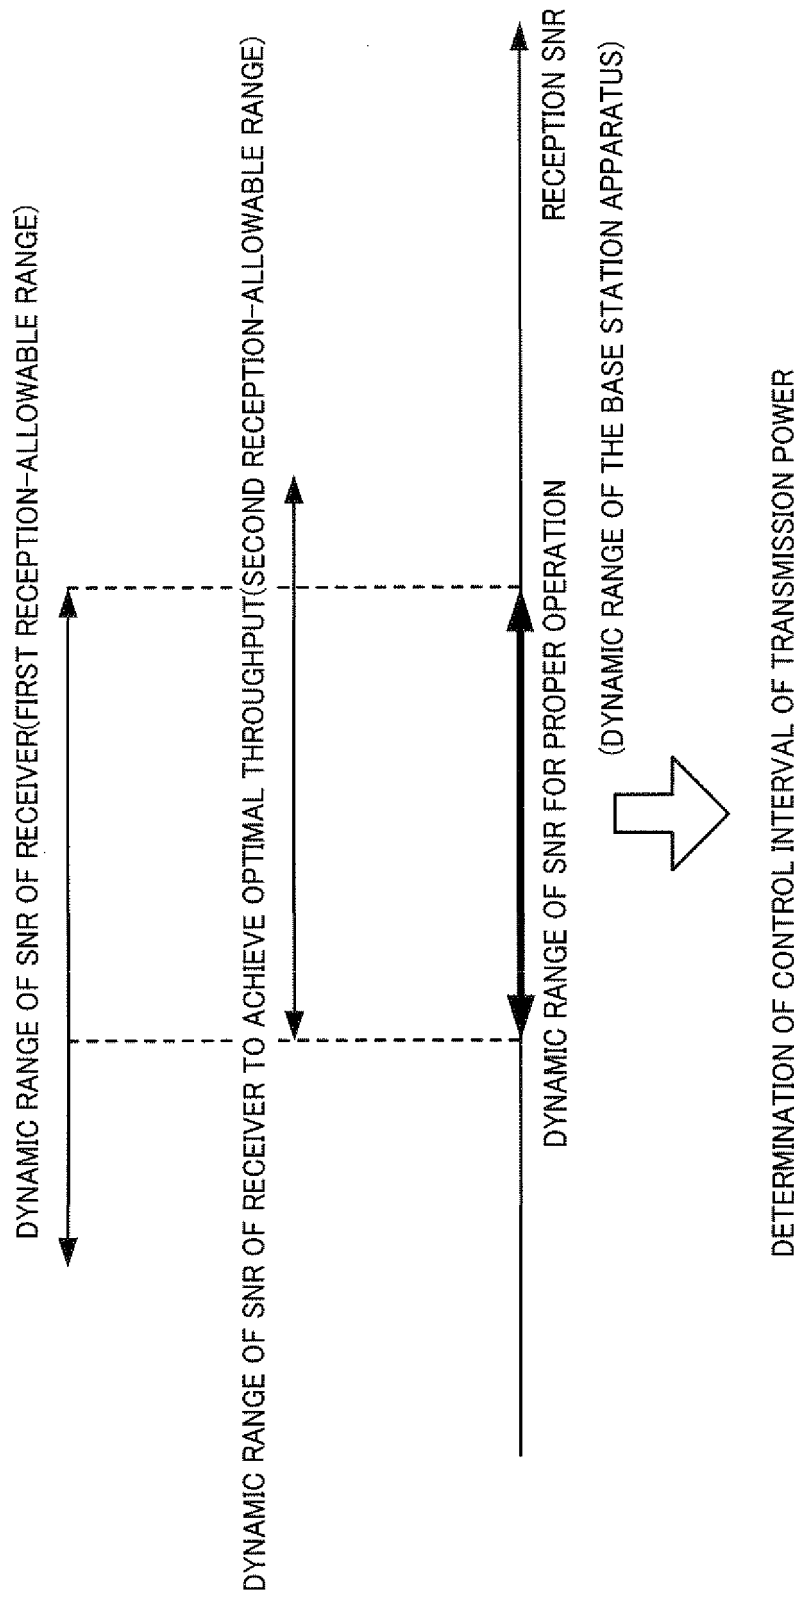 DYNAMIC RANGE OF SNR OF RECEIVER(FIRST RECEPTION-ALLOWABLE RANGE)
DYNAMIC RANGE OF SNR OF RECEIVER TO ACHIEVE OPTIMAL THROUGHPUT(SECOND RECEPTION-ALLOWABLE RANGE)
RECEPTION SNR
DYNAMIC RANGE OF SNR FOR PROPER OPERATION
(DYNAMIC RANGE OF THE BASE STATION APPARATUS)
DETERMINATION OF CONTROL INTERVAL OF TRANSMISSION POWER